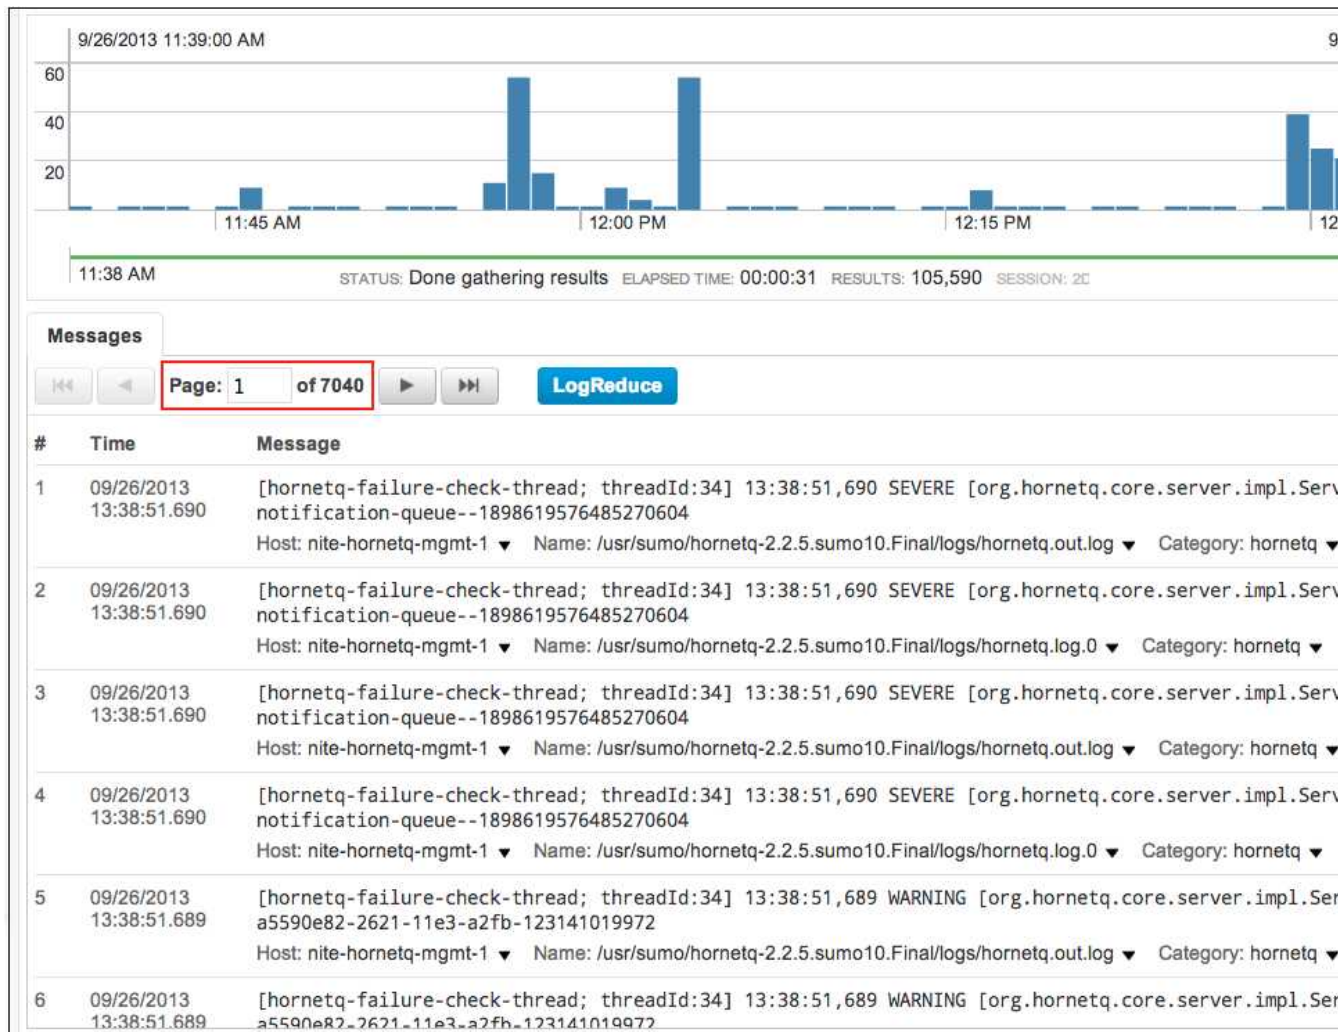 9/26/2013 11:39:00 AM 9
60
40
20
11:45 AM 12:00 PM 12:15 PM 12
11:38 AM STATUS: Done gathering results ELAPSED TIME: 00:00:31 RESULTS: 105,590 SESSION: 2
Messages
Page: 1 of 7040 LogReduce
# Time Message
1 09/26/2013 [hornetq-failure-check-thread; threadId:34] 13:38:51,690 SEVERE [org.hornetq.core.server.impl.Serv
13:38:51.690 notification-queue--1898619576485270604
Host: nite-hornetq-mgmt-1 Name: /usr/sumo/hornetq-2.2.5.sumo10.Final/logs/hornetq.out.log Category: hornetq
2 09/26/2013 [hornetq-failure-check-thread; threadId:34] 13:38:51,690 SEVERE [org.hornetq.core.server.impl.Serv
13:38:51.690 notification-queue--1898619576485270604
Host: nite-hornetq-mgmt-1 Name: /usr/sumo/hornetq-2.2.5.sumo10.Final/logs/hornetq.log.0 Category: hornetq
3 09/26/2013 [hornetq-failure-check-thread; threadId:34] 13:38:51,690 SEVERE [org.hornetq.core.server.impl.Serv
13:38:51.690 notification-queue--1898619576485270604
Host: nite-hornetq-mgmt-1 Name: /usr/sumo/hornetq-2.2.5.sumo10.Final/logs/hornetq.out.log Category: hornetq
4 09/26/2013 [hornetq-failure-check-thread; threadId:34] 13:38:51,690 SEVERE [org.hornetq.core.server.impl.Serv
13:38:51.690 notification-queue--1898619576485270604
Host: nite-hornetq-mgmt-1 Name: /usr/sumo/hornetq-2.2.5.sumo10.Final/logs/hornetq.log.0 Category: hornetq
5 09/26/2013 [hornetq-failure-check-thread; threadId:34] 13:38:51,689 WARNING [org.hornetq.core.server.impl.Ser
13:38:51.689 a5590e82-2621-11e3-a2fb-123141019972
Host: nite-hornetq-mgmt-1 Name: /usr/sumo/hornetq-2.2.5.sumo10.Final/logs/hornetq.out.log Category: hornetq
6 09/26/2013 [hornetq-failure-check-thread; threadId:34] 13:38:51,689 WARNING [org.hornetq.core.server.impl.Ser
13:38:51.689 a5590e82-2621-11e3-a2fb-123141019972